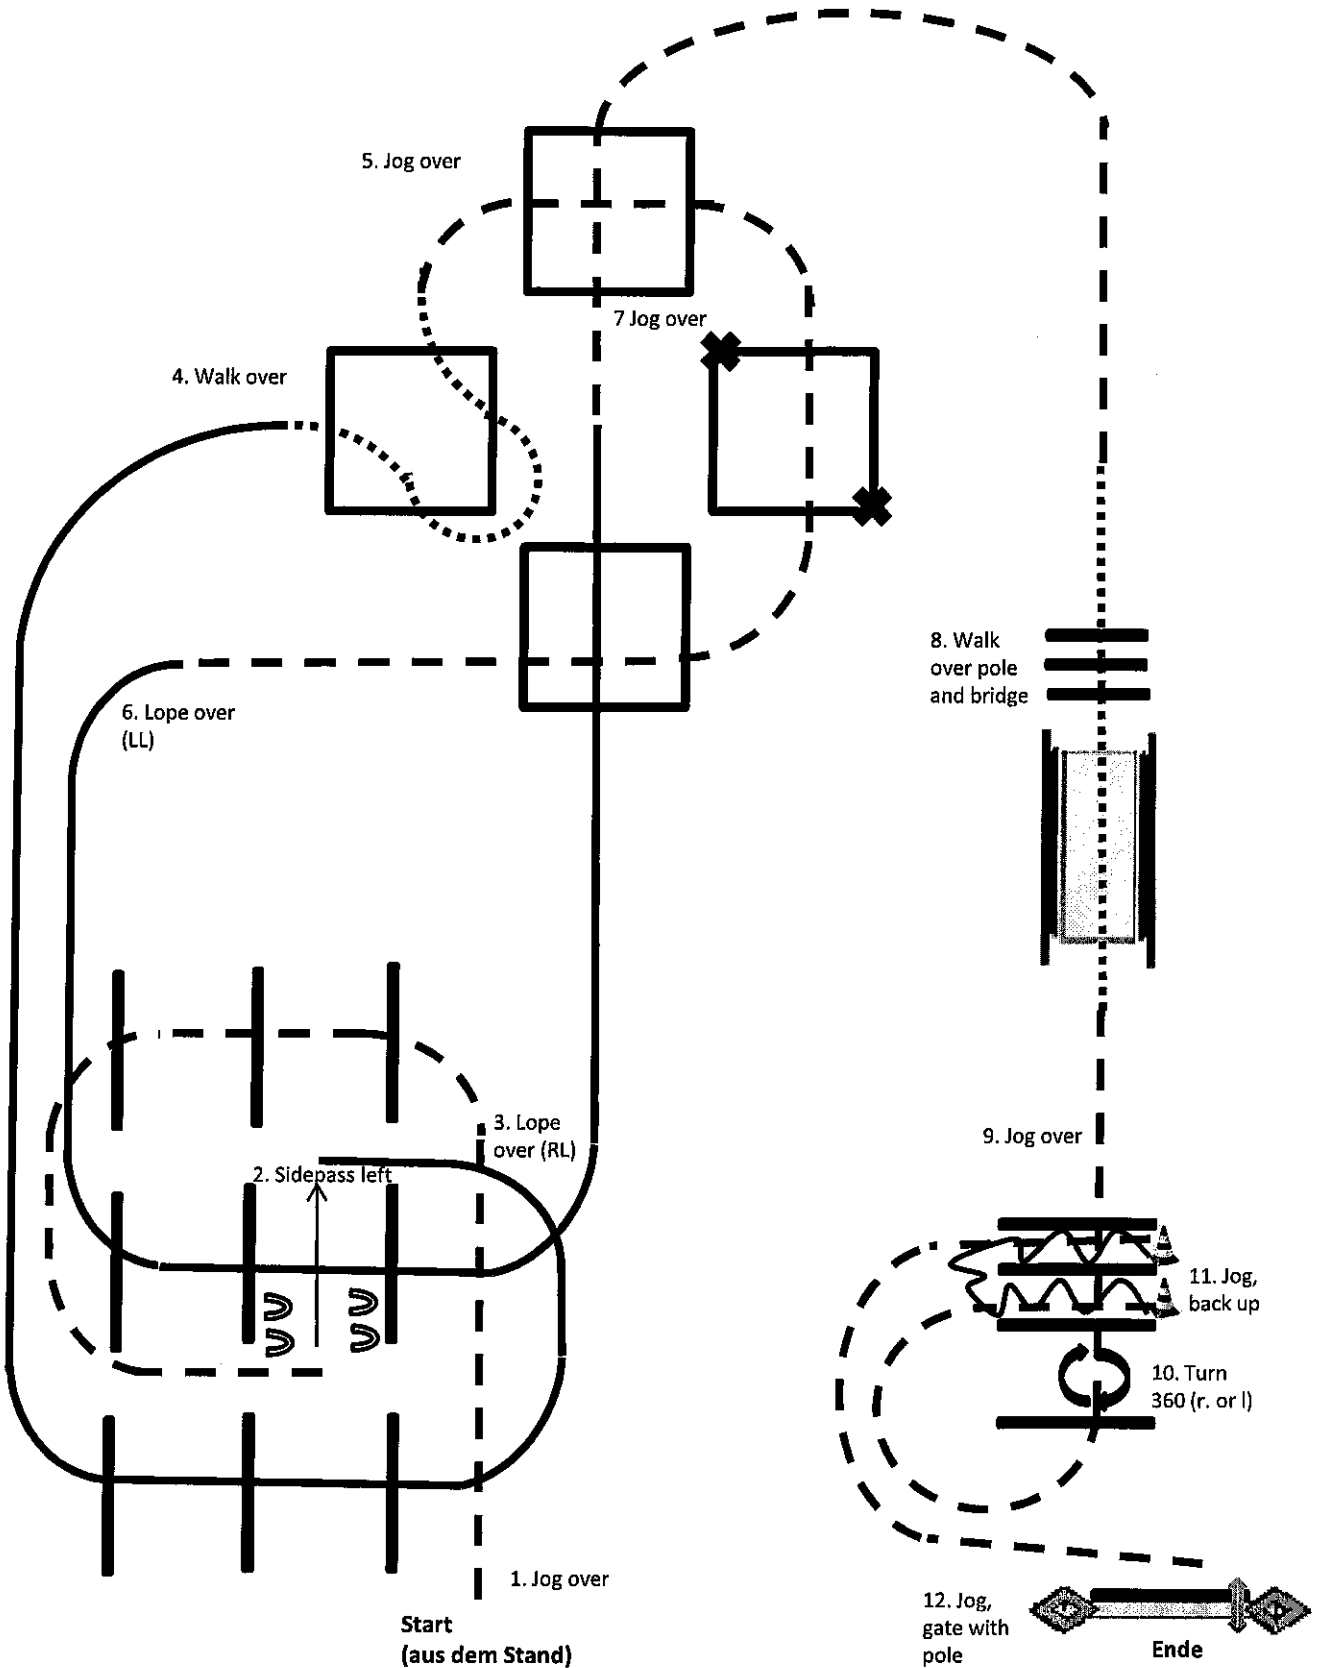 5. Jog over
7 Jog over
4. Walk over
8. Walk
over pole
and bridge
6. Lope over
(LL)
3. Lope
over (RL)
2. Sidepass left
9. Jog over
11. Jog,
back up
10. Turn
360 (r. or l)
1. Jog over
Start
(aus dem Stand)
12. Jog,
gate with
pole
Ende